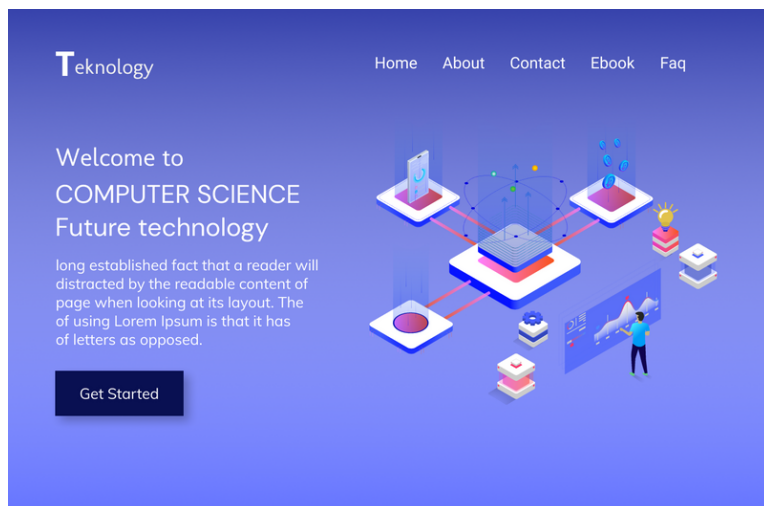 Teknology
Home About Contact Ebook Faq
Welcome to
COMPUTER SCIENCE
Future technology
long established fact that a reader will
distracted by the readable content of
page when looking at its layout. The
of using Lorem Ipsum is that it has
of letters as opposed.
Get Started